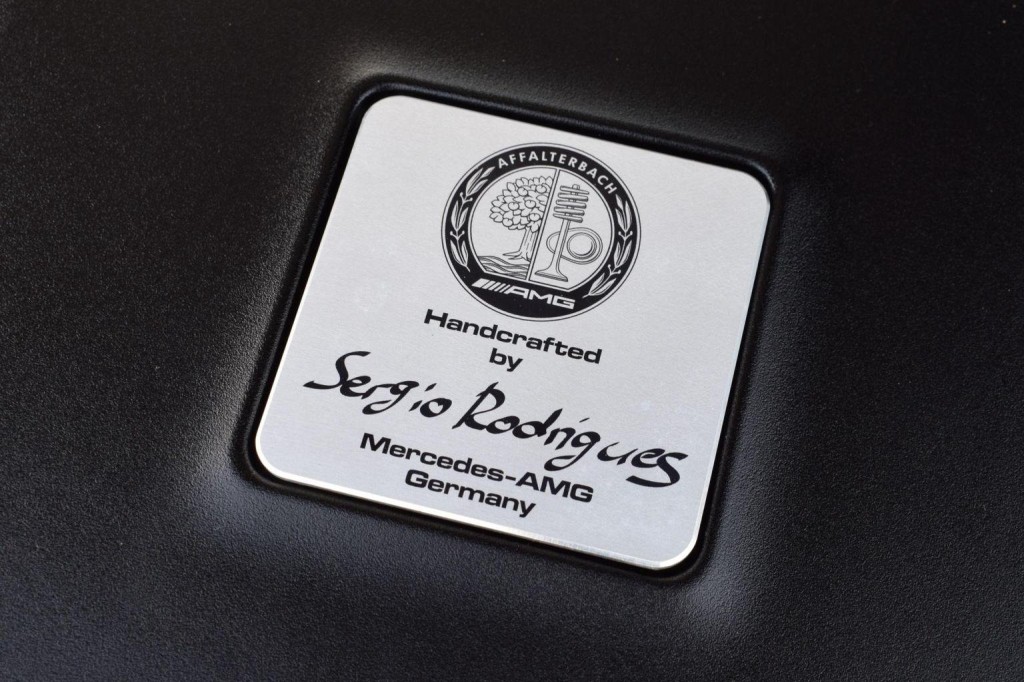 AFFALTERBACH
AMG
Handcrafted
by
Sergio Rodrigues
Mercedes-AMG
Germany